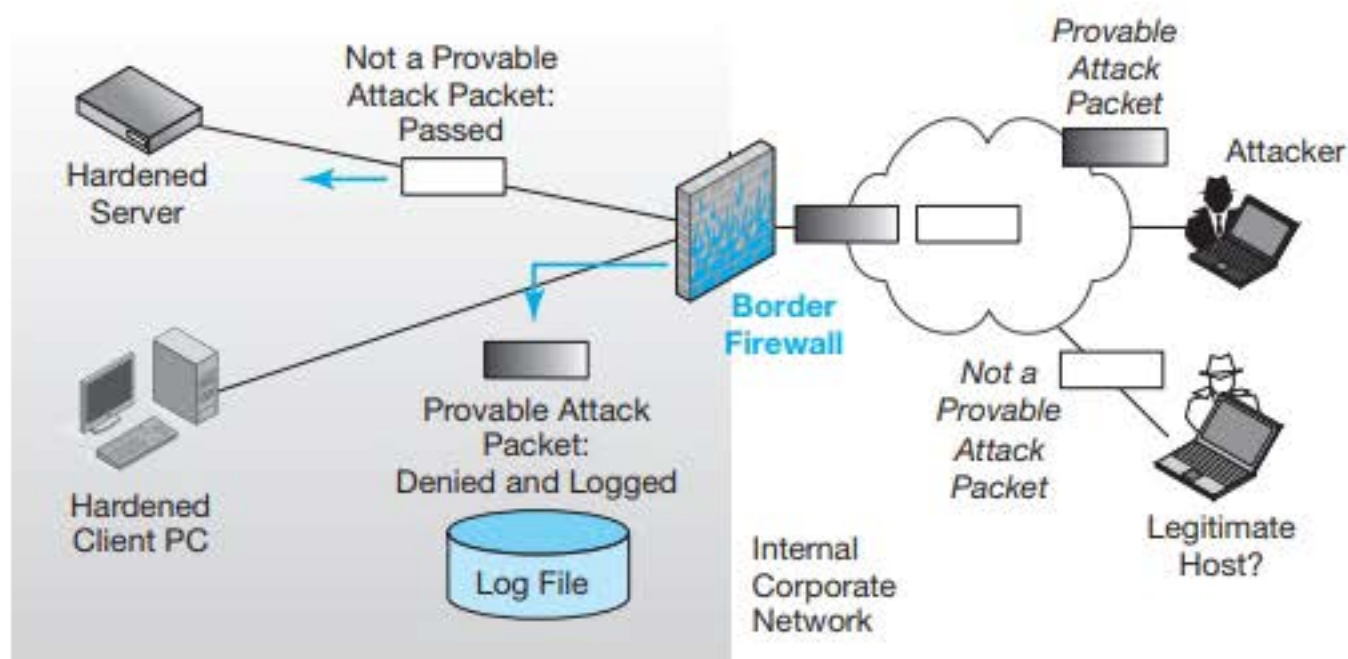 Not a Provable
Attack Packet:
Passed
Hardened
Server
Provable
Attack
Packet
Attacker
Border
Firewall
Provable Attack
Packet:
Denied and Logged
Log File
Hardened
Client PC
Not a
Provable
Attack
Packet
Legitimate
Host?
Internal
Corporate
Network